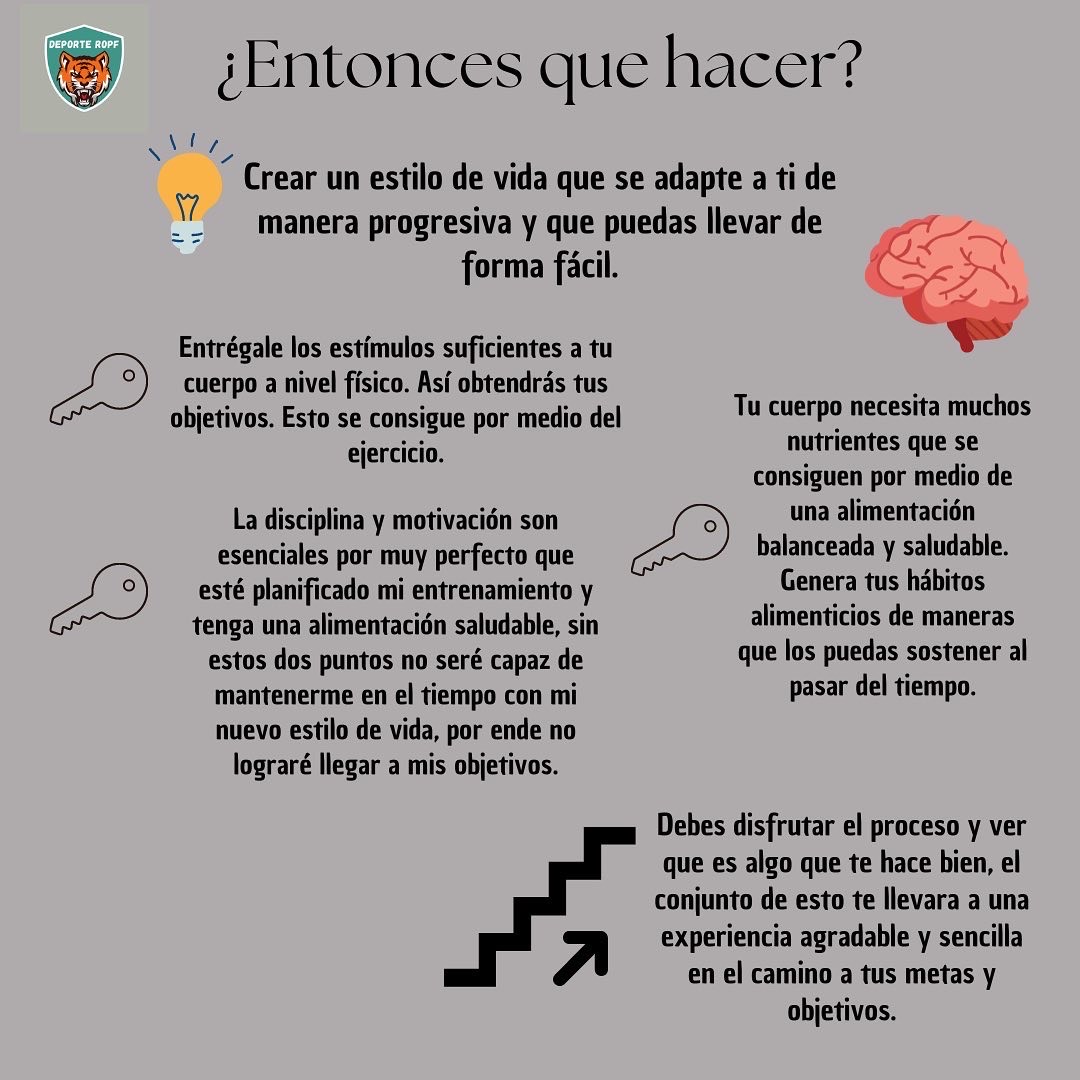 DEPORTE ROPF
¿Entonces que hacer?
Crear un estilo de vida que se adapte a ti de
manera progresiva y que puedas llevar de
forma fácil.
Entrégale los estímulos suficientes a tu
cuerpo a nivel físico. Así obtendrás tus
objetivos. Esto se consigue por medio del
ejercicio.
Tu cuerpo necesita muchos
nutrientes que se
consiguen por medio de
una alimentación
balanceada y saludable.
Genera tus hábitos
alimenticios de maneras
que los puedas sostener al
pasar del tiempo.
La disciplina y motivación son
esenciales por muy perfecto que
esté planificado mi entrenamiento y
tenga una alimentación saludable, sin
estos dos puntos no seré capaz de
mantenerme en el tiempo con mi
nuevo estilo de vida, por ende no
lograré llegar a mis objetivos.
Debes disfrutar el proceso y ver
que es algo que te hace bien, el
conjunto de esto te llevara a una
experiencia agradable y sencilla
en el camino a tus metas y
objetivos.